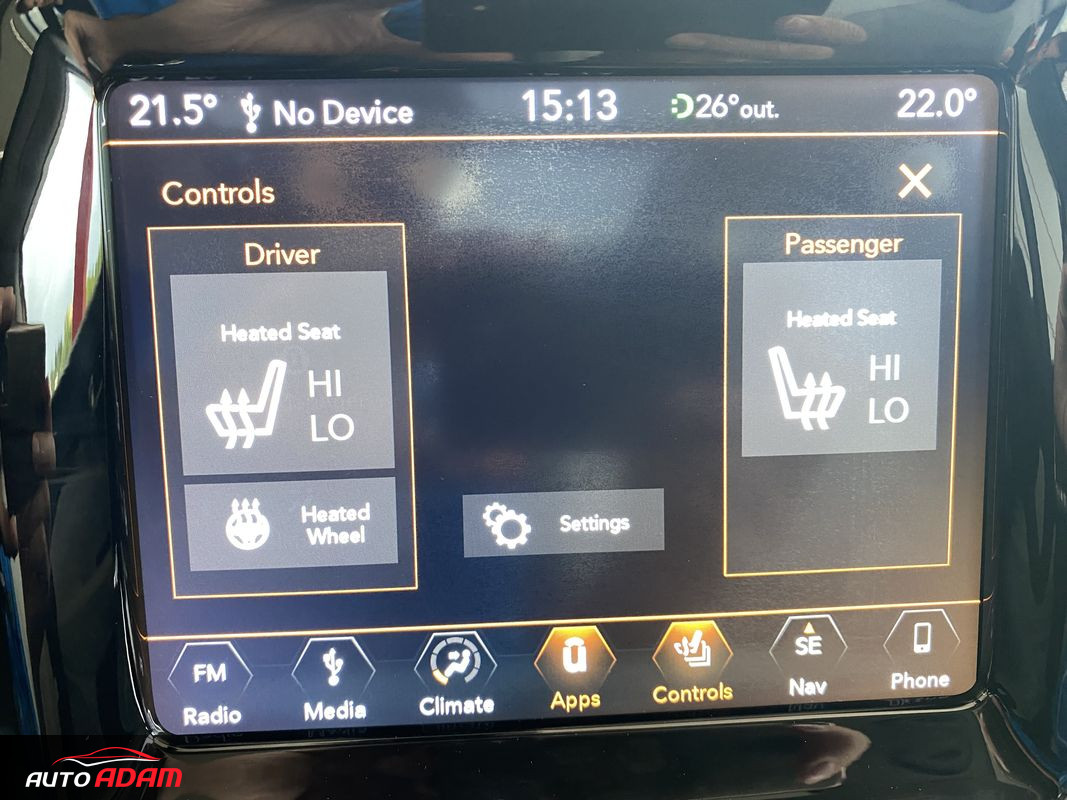 21.5° No Device 15:13 26° out. 22.0°
Controls
Driver
Heated Seat
HI
LO
Heated
Wheel
Settings
Passenger
Heated Seat
HI
LO
FM
Radio
Media
Climate
Apps
Controls
SE
Nav
Phone
AUTO ADAM